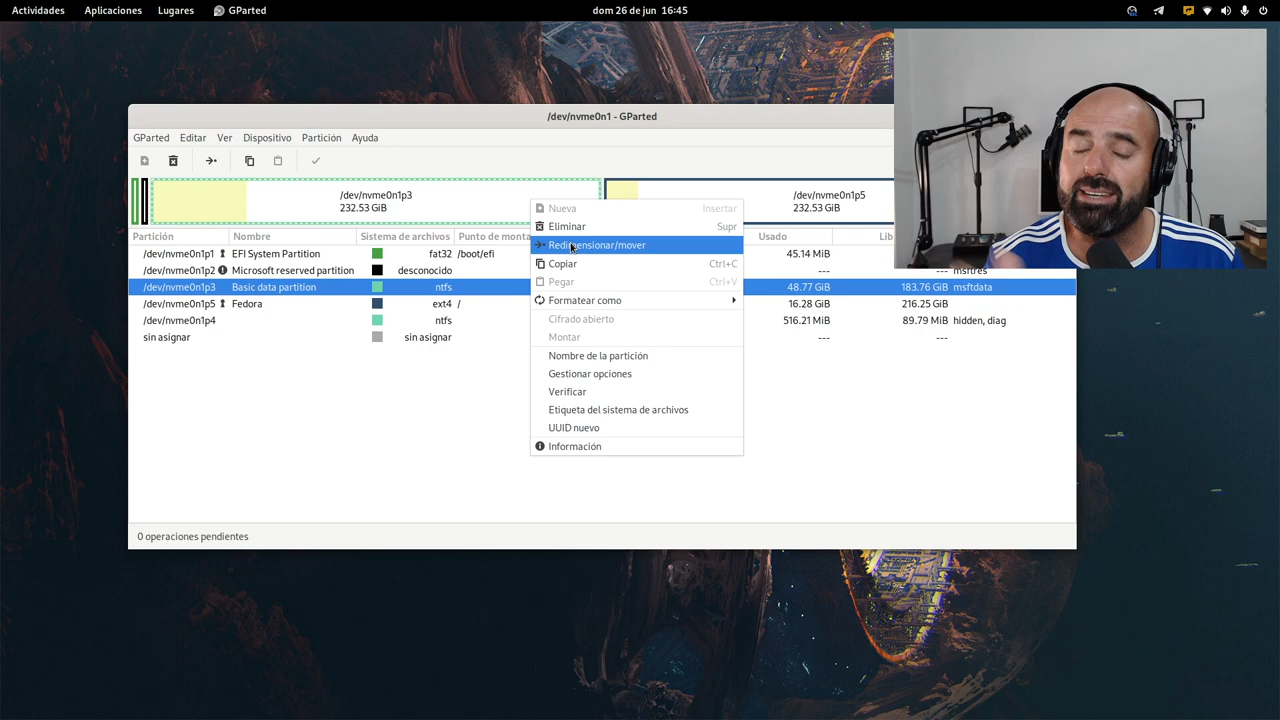 Actividades Aplicaciones Lugares GParted dom 26 de jun 16:45
/dev/nvme0n1 - GParted
GParted Editar Ver Dispositivo Partición Ayuda
/dev/nvme0n1p3
232.53 GiB
/dev/nvme0n1p5
232.53 GiB
Partición Nombre Sistema de archivos Punto de monta Usado Lib
/dev/nvme0n1p1 EFI System Partition fat32 /boot/efi 45.14 MiB
/dev/nvme0n1p2 Microsoft reserved partition desconocido --- --- msftres
/dev/nvme0n1p3 Basic data partition ntfs 48.77 GiB 183.76 GiB msftdata
/dev/nvme0n1p5 Fedora ext4 / 16.28 GiB 216.25 GiB
/dev/nvme0n1p4 ntfs 516.21 MiB 89.79 MiB hidden, diag
sin asignar sin asignar --- ---
Nueva Insertar
Eliminar Supr
Redimensionar/mover
Copiar Ctrl+C
Pegar Ctrl+V
Formatear como
Cifrado abierto
Montar
Nombre de la partición
Gestionar opciones
Verificar
Etiqueta del sistema de archivos
UUID nuevo
Información
0 operaciones pendientes